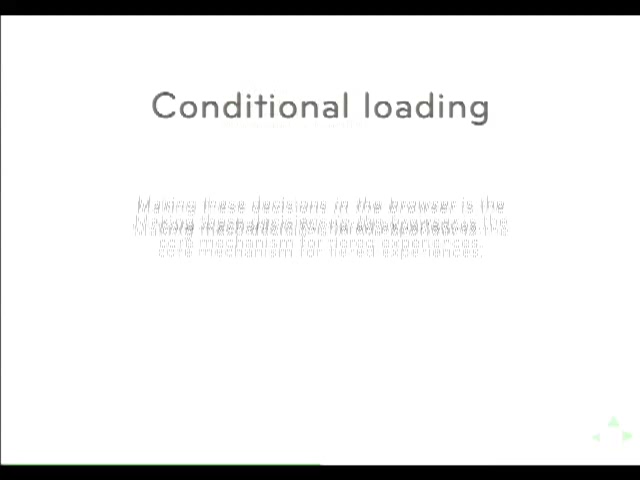 Conditional loading
Making these decisions in the browser is the
core mechanism for tiered experiences.